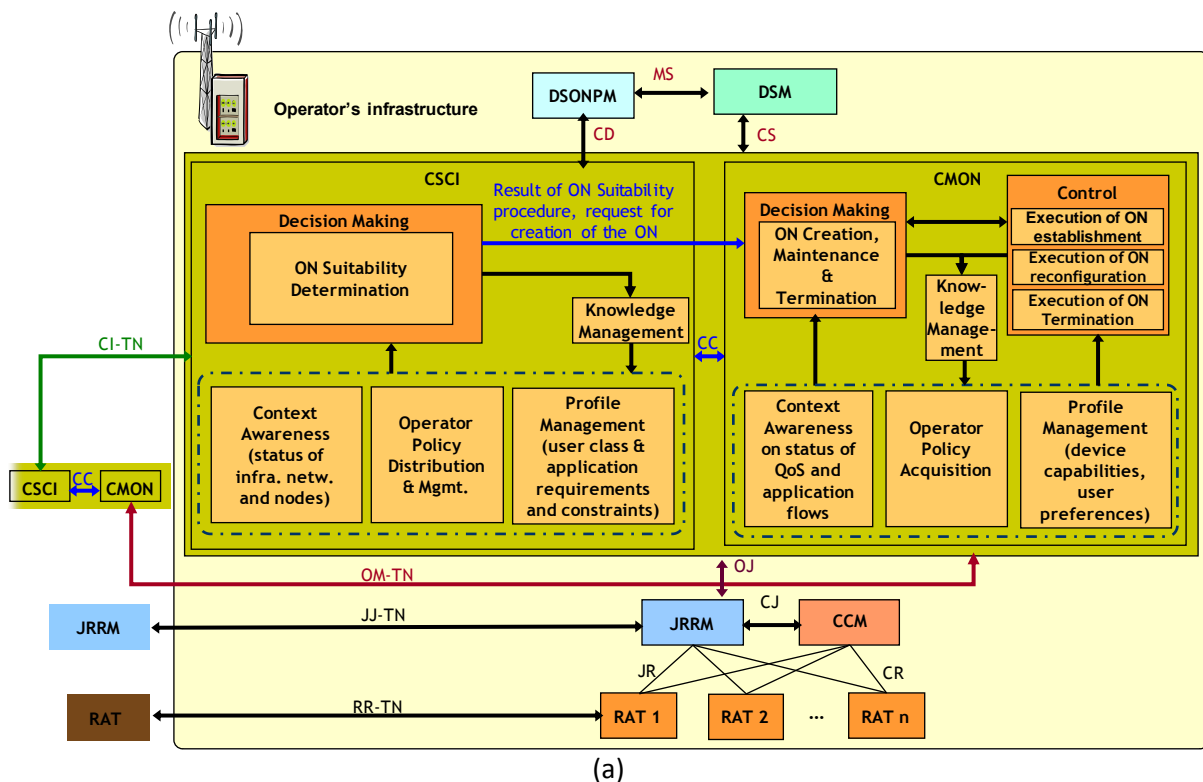 Operator's infrastructure
DSONPM
MS
DSM
CD
CS
CSCI
Result of ON Suitability
procedure, request for
creation of the ON
Decision Making
ON Suitability
Determination
Knowledge
Management
Context
Awareness
(status of
infra. netw.
and nodes)
Operator
Policy
Distribution
& Mgmt.
Profile
Management
(user class &
application
requirements
and constraints)
CC
CMON
Decision Making
ON Creation,
Maintenance
&
Termination
Control
Execution of ON
establishment
Execution of ON
reconfiguration
Execution of ON
Termination
Know-
ledge
Manage-
ment
Context
Awareness
on status of
QoS and
application
flows
Operator
Policy
Acquisition
Profile
Management
(device
capabilities,
user
preferences)
CI-TN
CSCI
CC
CMON
OM-TN
OJ
JRRM
JJ-TN
JRRM
CJ
CCM
JR
CR
RAT
RR-TN
RAT 1
RAT 2
...
RAT n
(a)